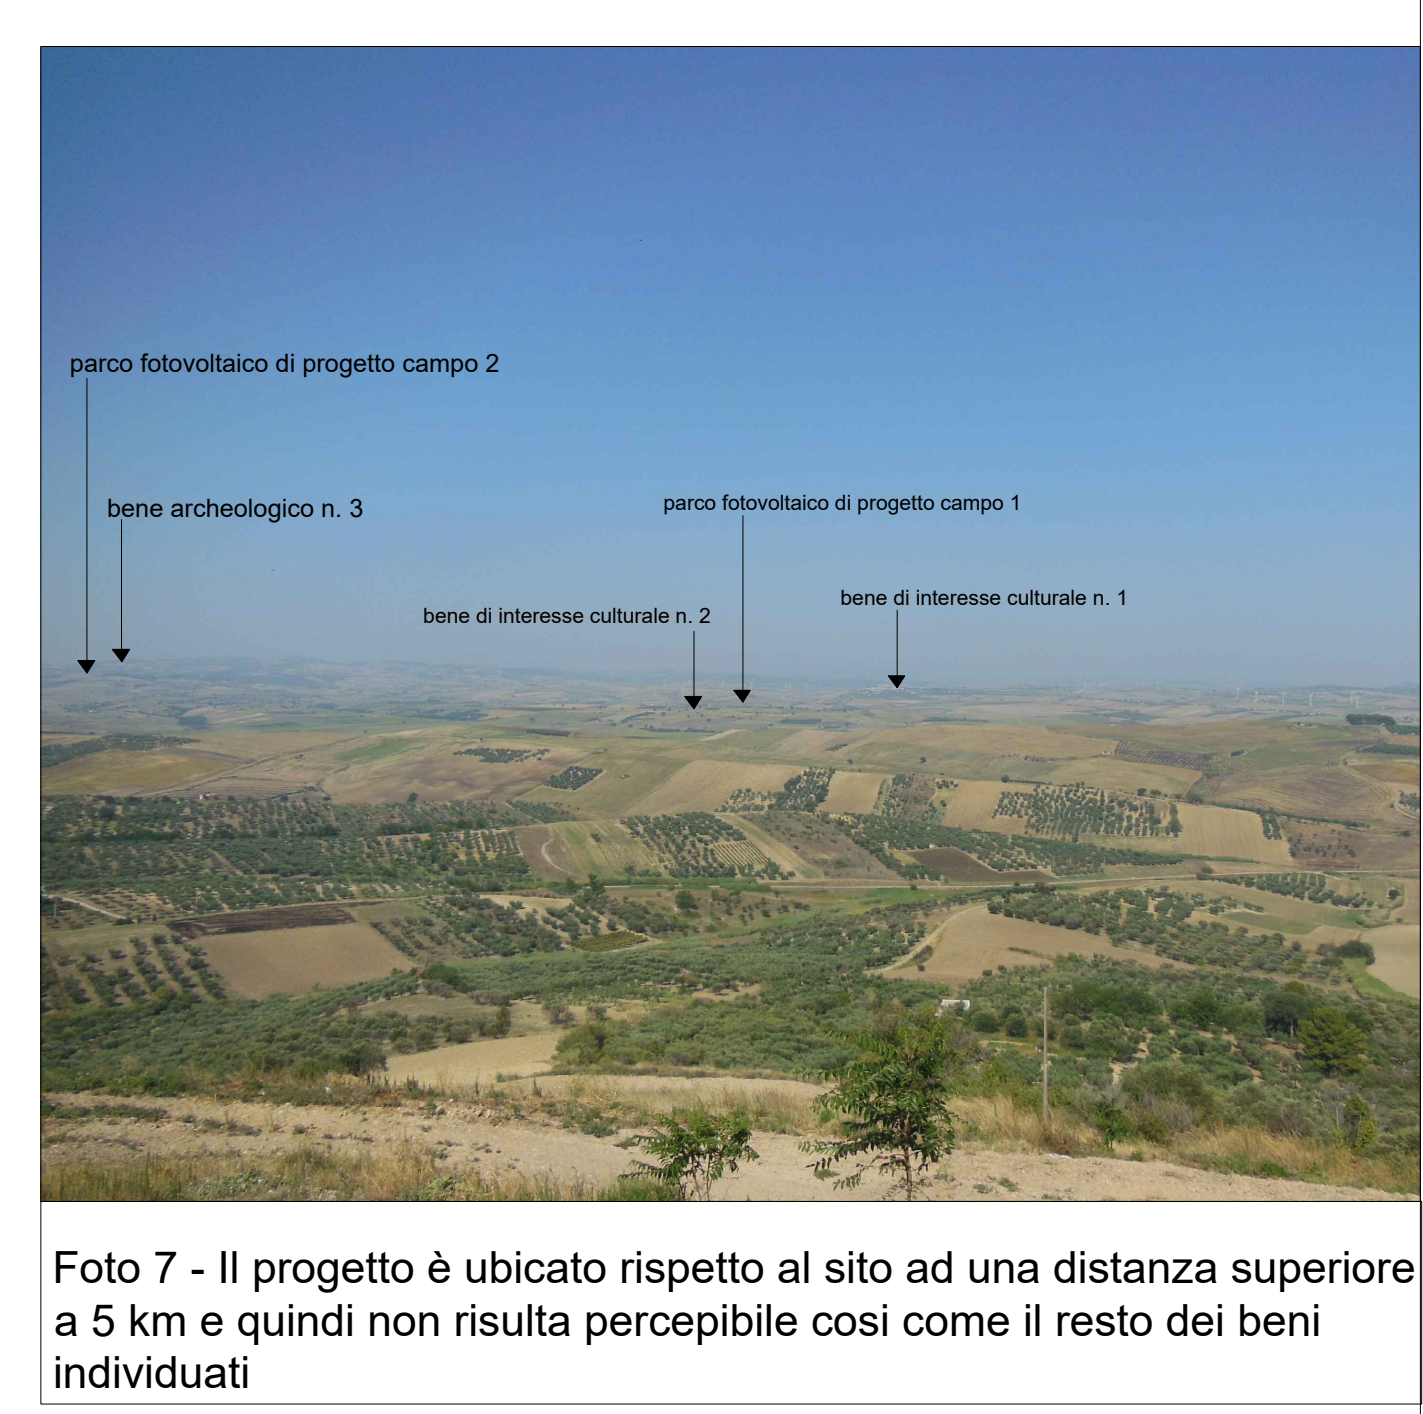 parco fotovoltaico di progetto campo 2
bene archeologico n. 3
parco fotovoltaico di progetto campo 1
bene di interesse culturale n. 1
bene di interesse culturale n. 2
Foto 7 - Il progetto è ubicato rispetto al sito ad una distanza superiore
a 5 km e quindi non risulta percepibile cosi come il resto dei beni
individuati